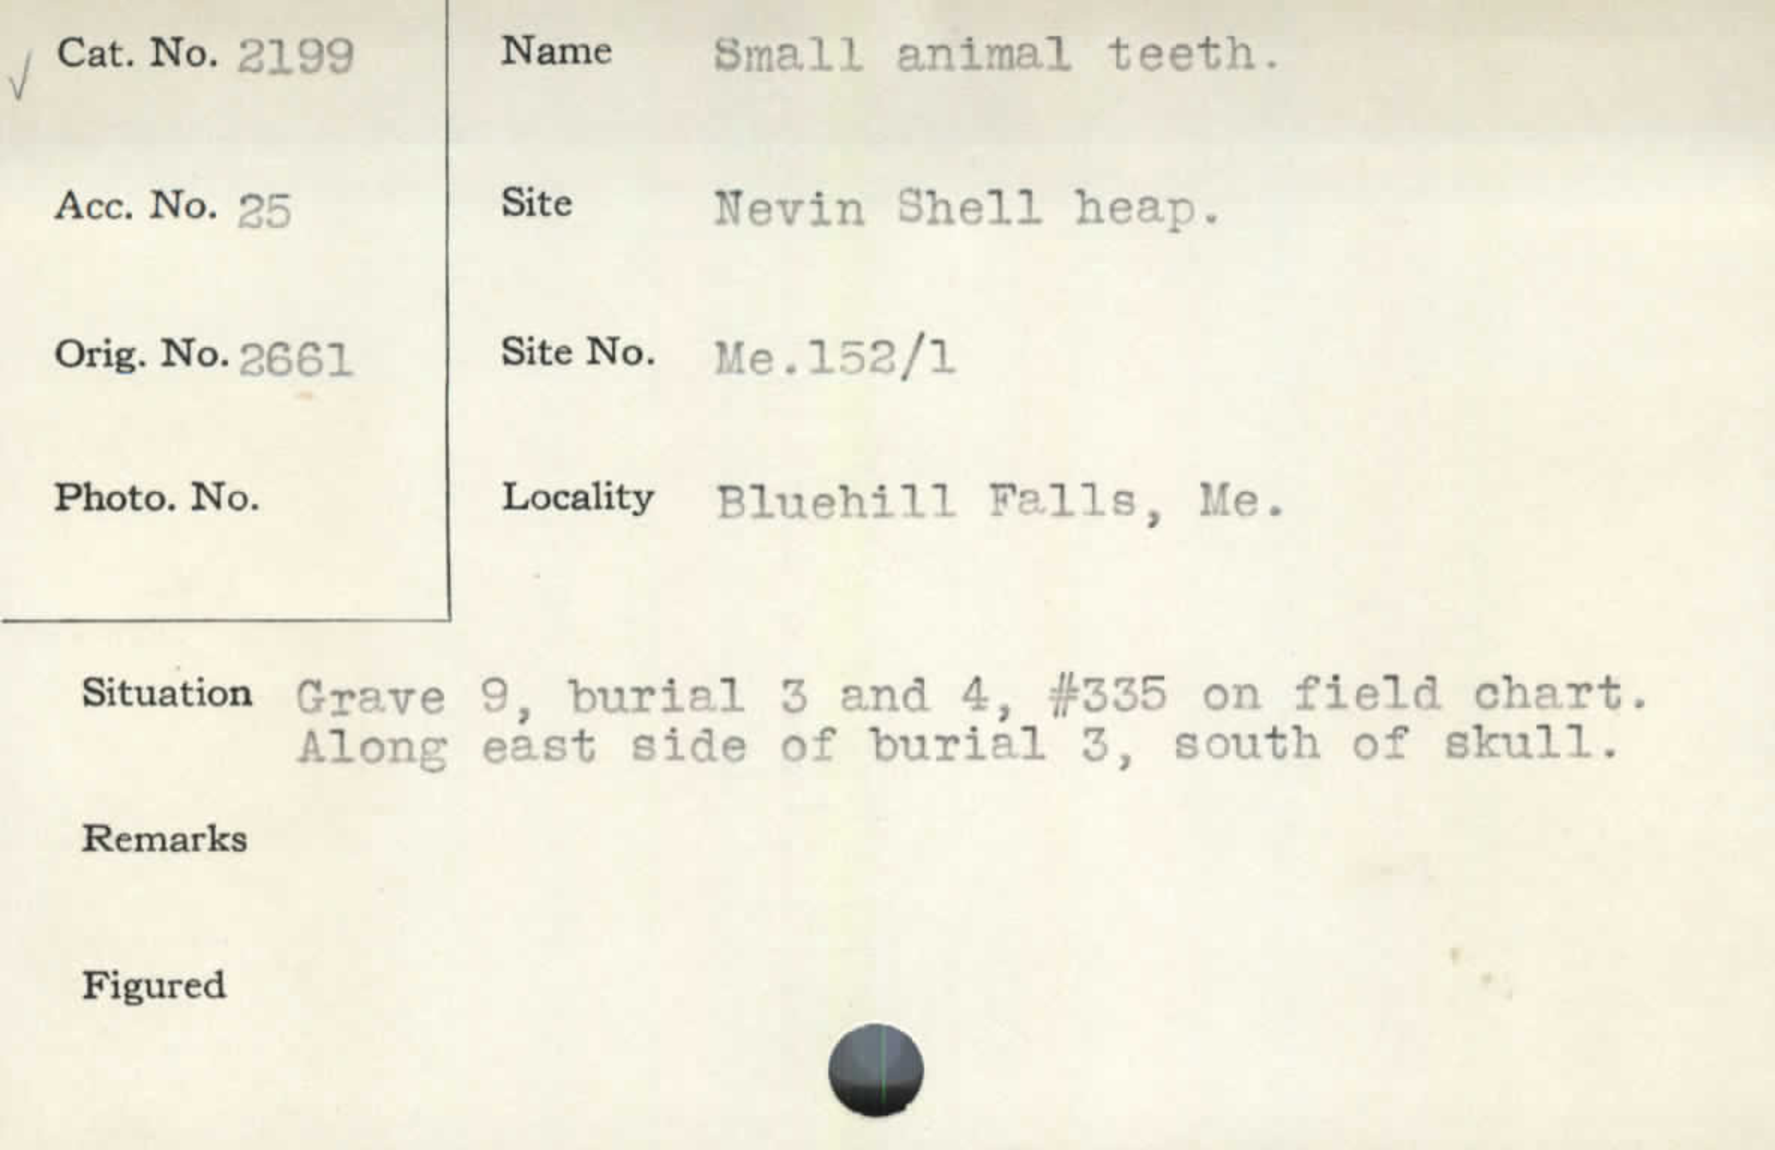 √ Cat. No. 2199 Name Small animal teeth.
Acc. No. 25 Site Nevin Shell heap.
Orig. No. 2661 Site No. Me.152/1
Photo. No. Locality Bluehill Falls, Me.
Situation Grave 9, burial 3 and 4, #335 on field chart.
Along east side of burial 3, south of skull.
Remarks
Figured